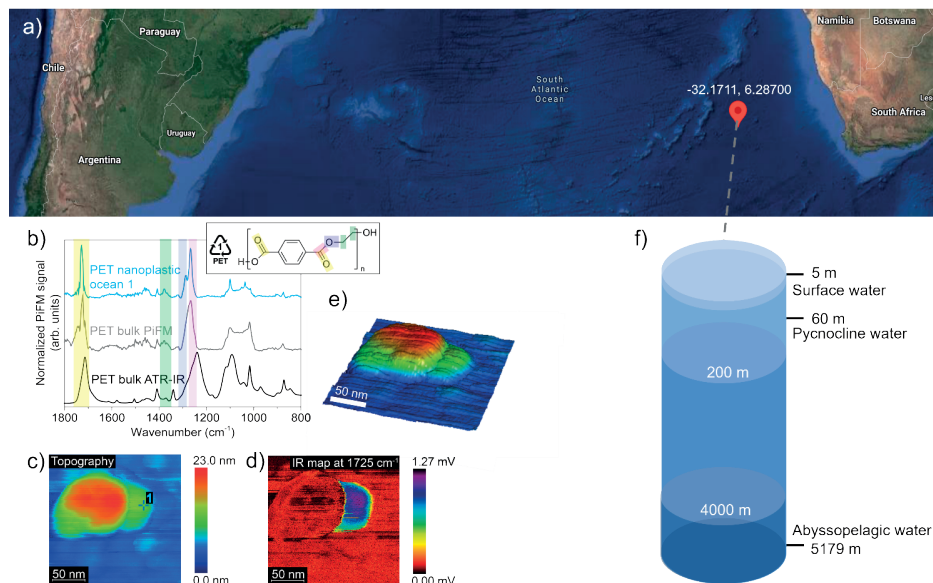 a)
Paraguay
Chile
Uruguay
Argentina
South
Atlantic
Ocean
-32.1711, 6.28700
Namibia
Botswana
South Africa
b)
Normalized PiFM signal
(arb. units)
PET nanoplastic
ocean 1
PET bulk PiFM
PET bulk ATR-IR
1800 1600 1400 1200 1000 800
Wavenumber (cm-1)
1
PET
O
O
OH
HO
O
n
e)
50 nm
c)
Topography
1
50 nm
23.0 nm
0.0 nm
d)
IR map at 1725 cm-1
50 nm
1.27 mV
0.00 mV
f)
5 m
Surface water
60 m
Pycnocline water
200 m
4000 m
Abyssopelagic water
5179 m